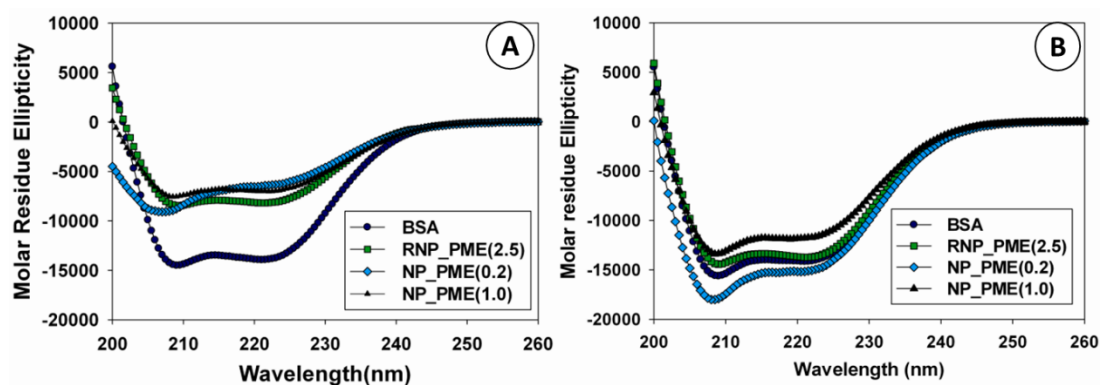 A
Molar Residue Ellipticity
10000
5000
0
-5000
-10000
-15000
-20000
BSA
RNP_PME(2.5)
NP_PME(0.2)
NP_PME(1.0)
200 210 220 230 240 250 260
Wavelength(nm)
B
Molar residue Ellipticity
10000
5000
0
-5000
-10000
-15000
-20000
BSA
RNP_PME(2.5)
NP_PME(0.2)
NP_PME(1.0)
200 210 220 230 240 250 260
Wavelength (nm)